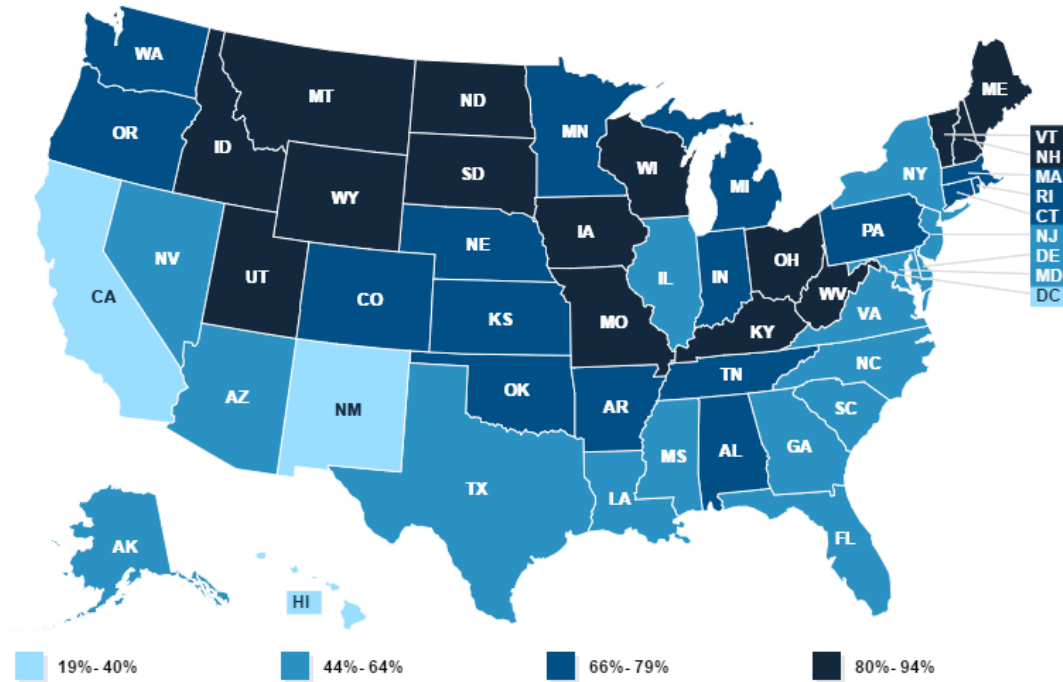 WA
MT
ND
MN
ME
OR
ID
SD
WI
MI
NY
VT
NH
MA
RI
CT
NJ
DE
MD
DC
WY
IA
NE
PA
NV
UT
CO
IL
IN
OH
WV
VA
CA
KS
MO
KY
AZ
NM
OK
AR
TN
NC
SC
TX
LA
MS
AL
GA
FL
AK
HI
19%- 40%
44%- 64%
66%- 79%
80%- 94%